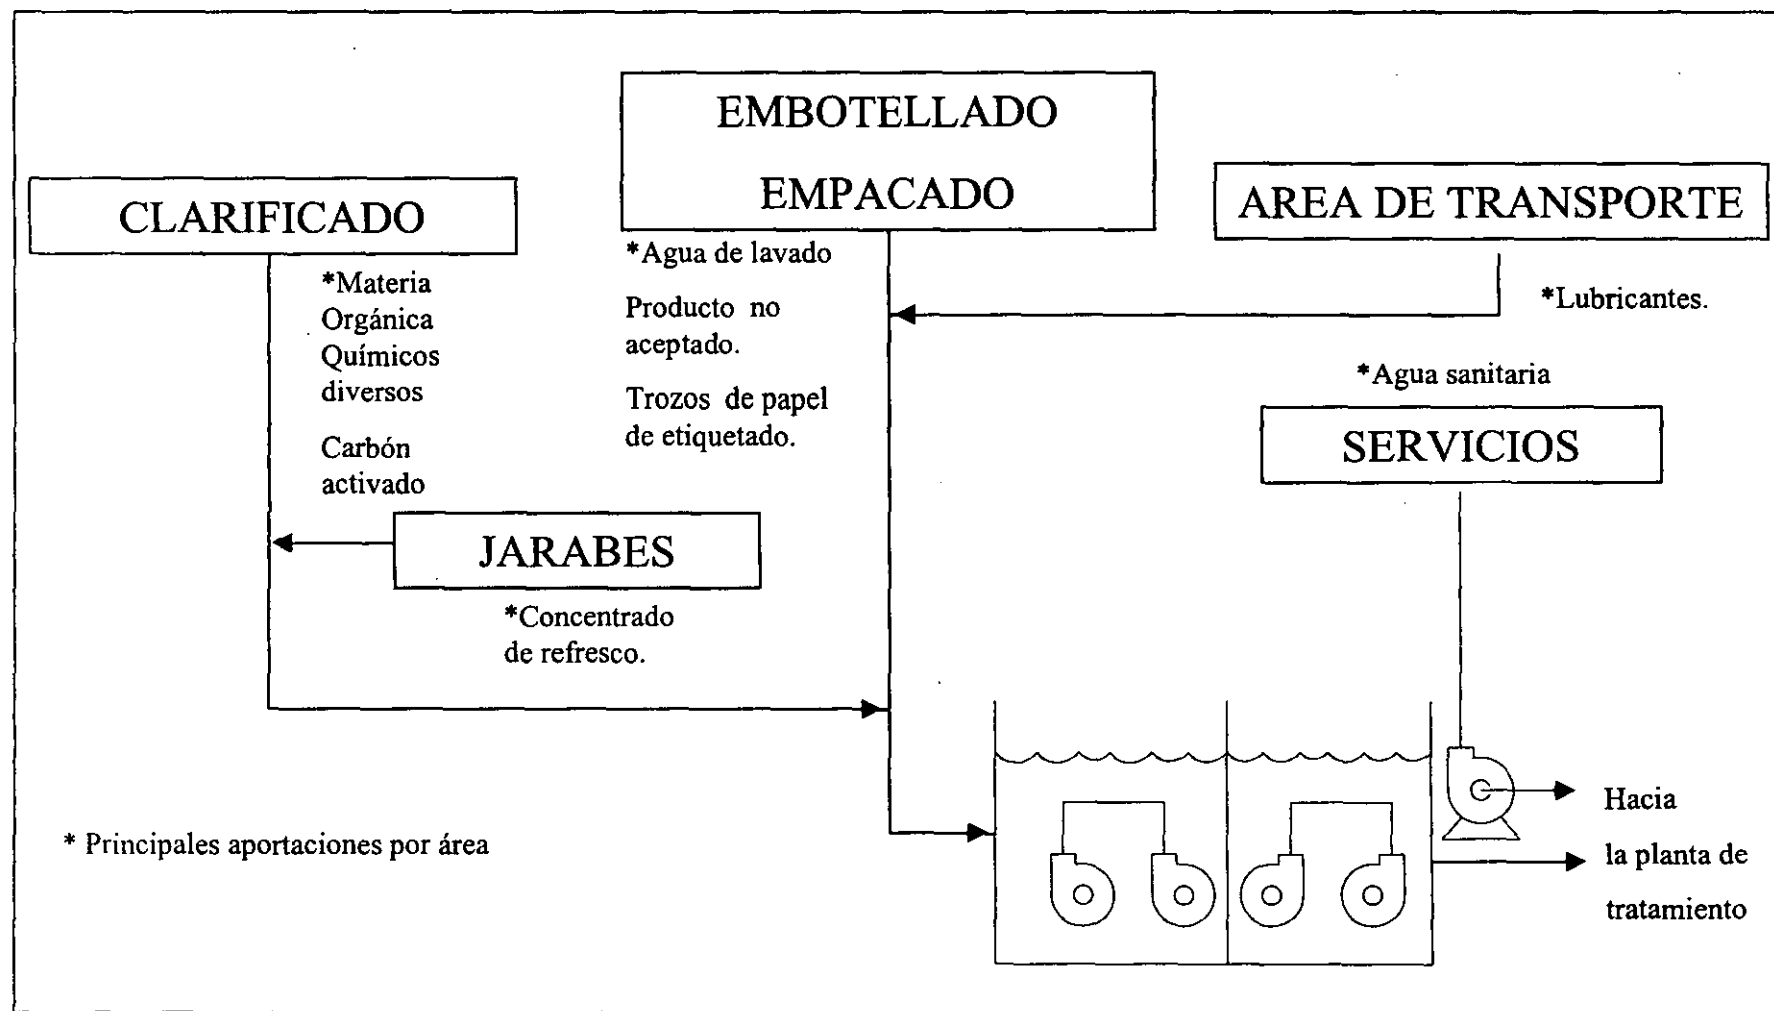 EMBOTELLADO
EMPACADO
CLARIFICADO
AREA DE TRANSPORTE
*Materia
Orgánica
Químicos
diversos
Carbón
activado
*Agua de lavado
Producto no
aceptado.
Trozos de papel
de etiquetado.
*Lubricantes.
*Agua sanitaria
SERVICIOS
JARABES
*Concentrado
de refresco.
Hacia
la planta de
tratamiento
* Principales aportaciones por área